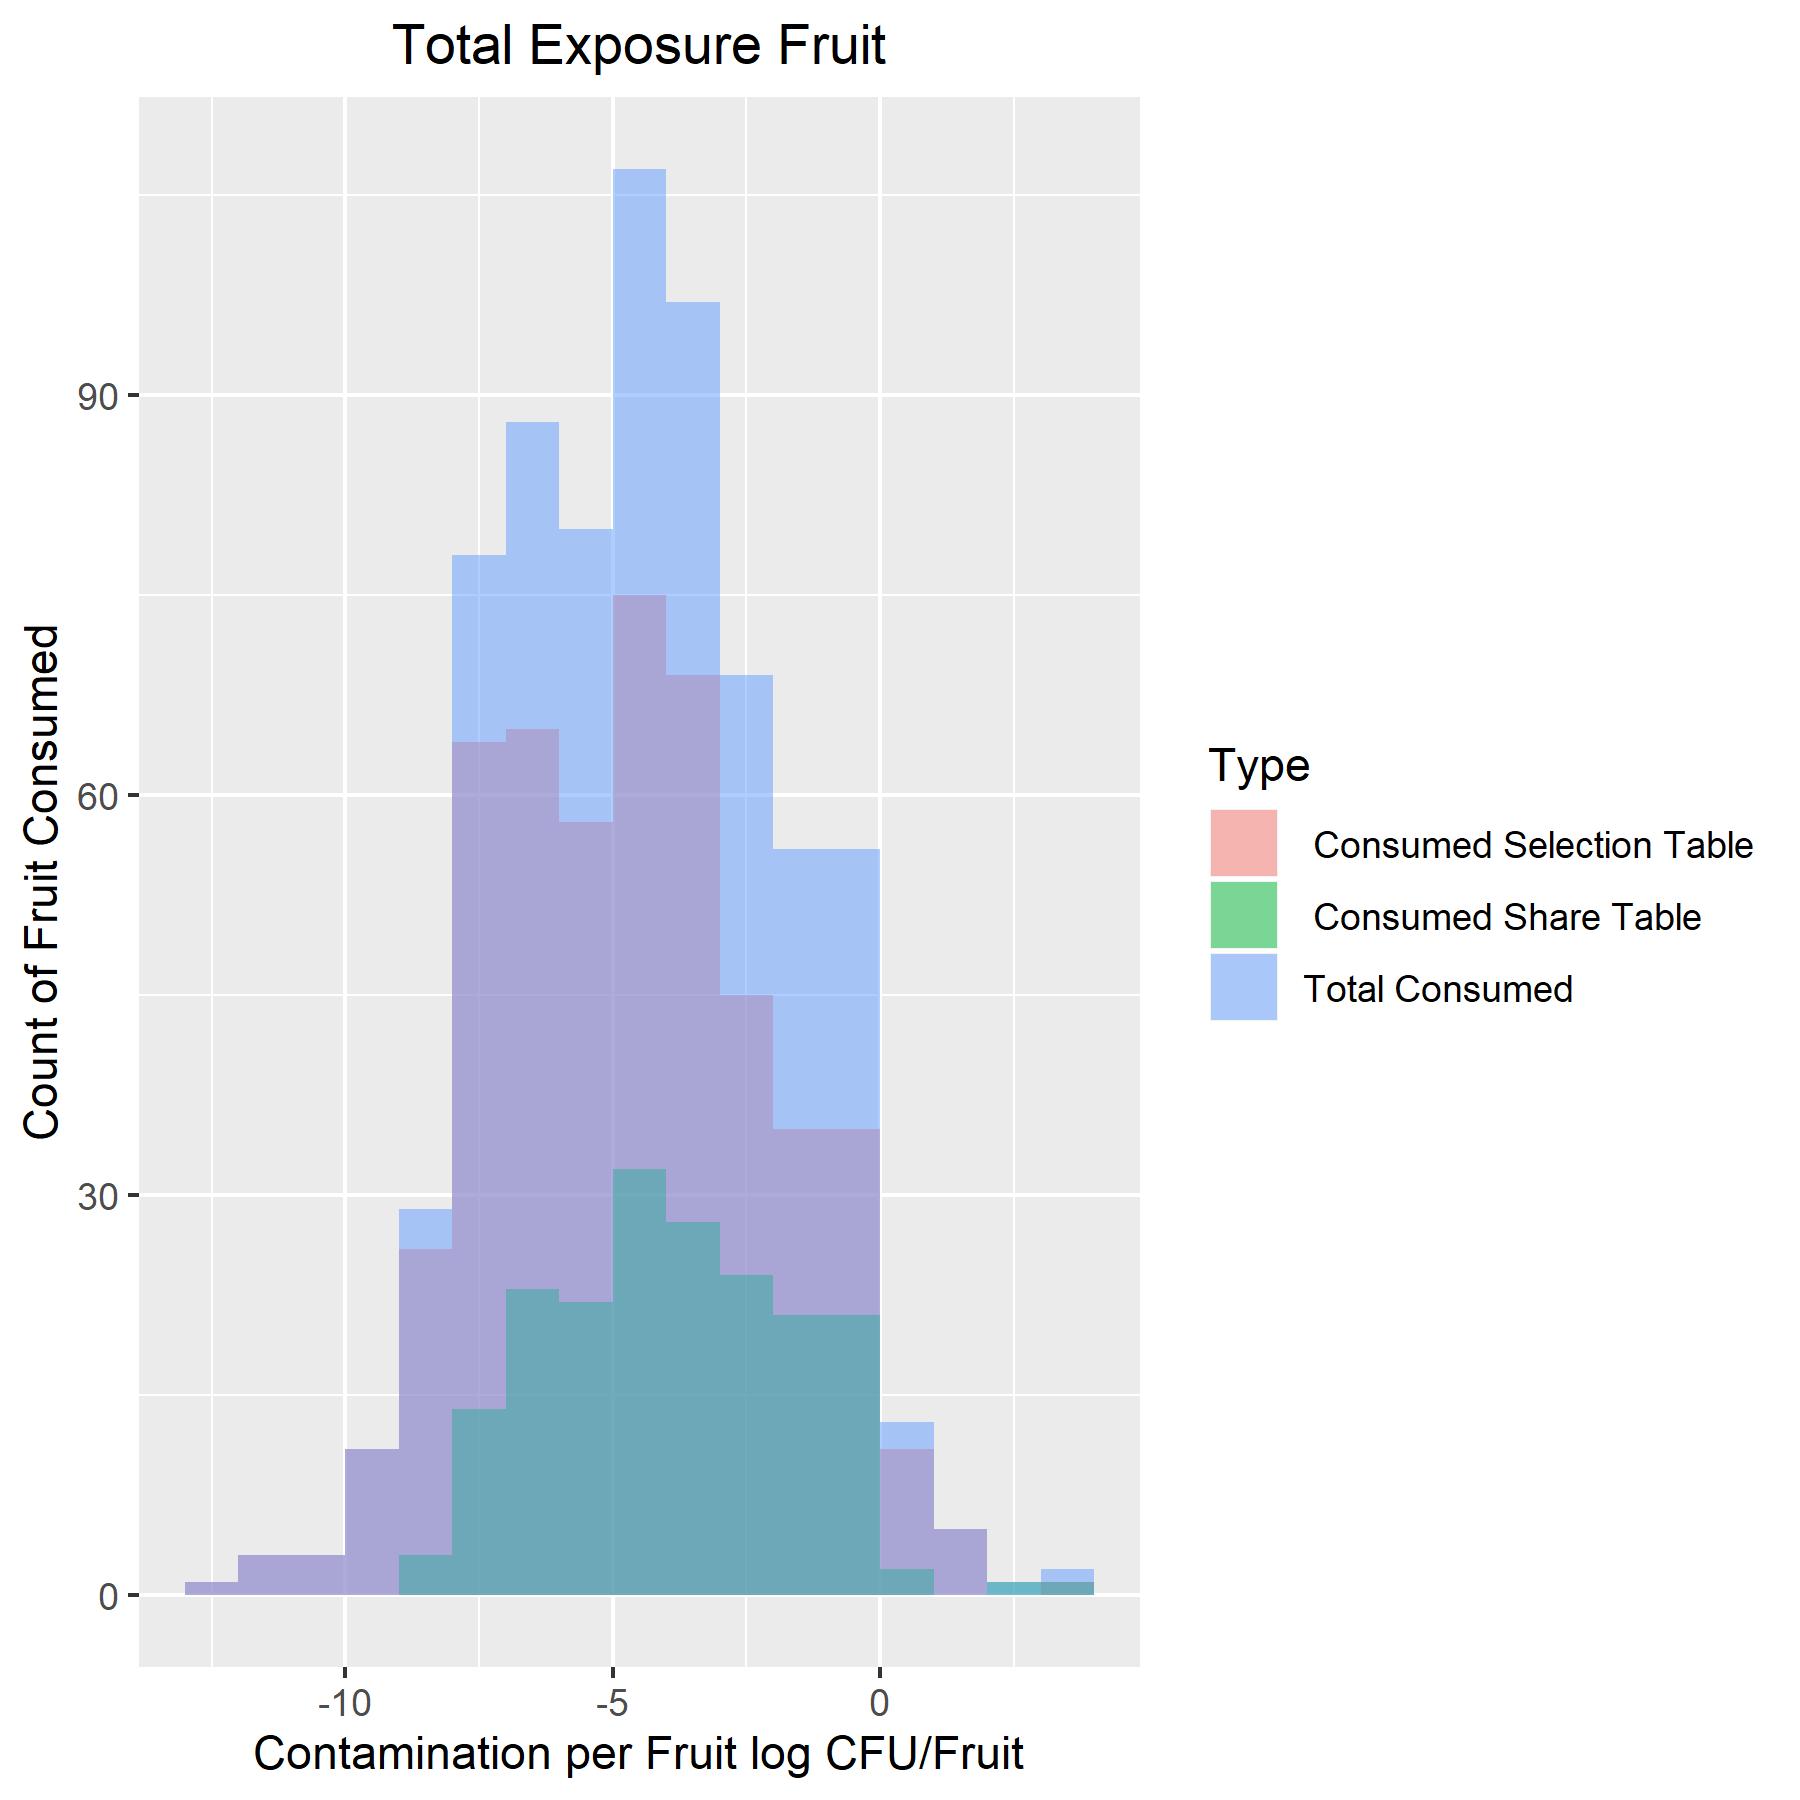 Total Exposure Fruit
90
60
30
0
-10
-5
0
Count of Fruit Consumed
Contamination per Fruit log CFU/Fruit
Type
Consumed Selection Table
Consumed Share Table
Total Consumed